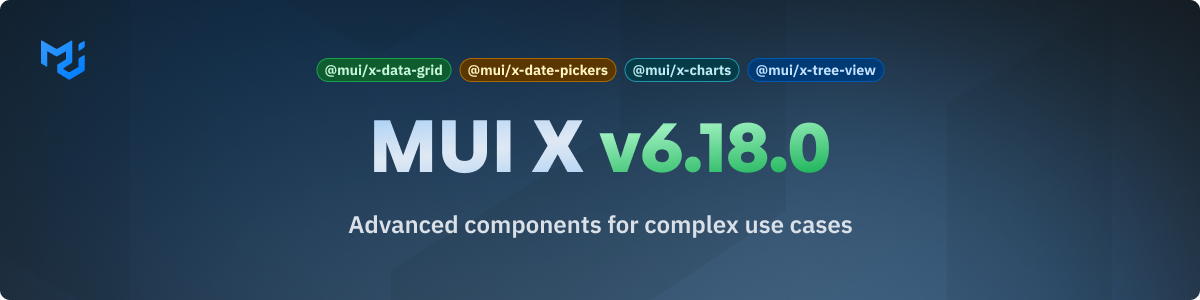 @mui/x-data-grid @mui/x-date-pickers @mui/x-charts @mui/x-tree-view
MUI X v6.18.0
Advanced components for complex use cases